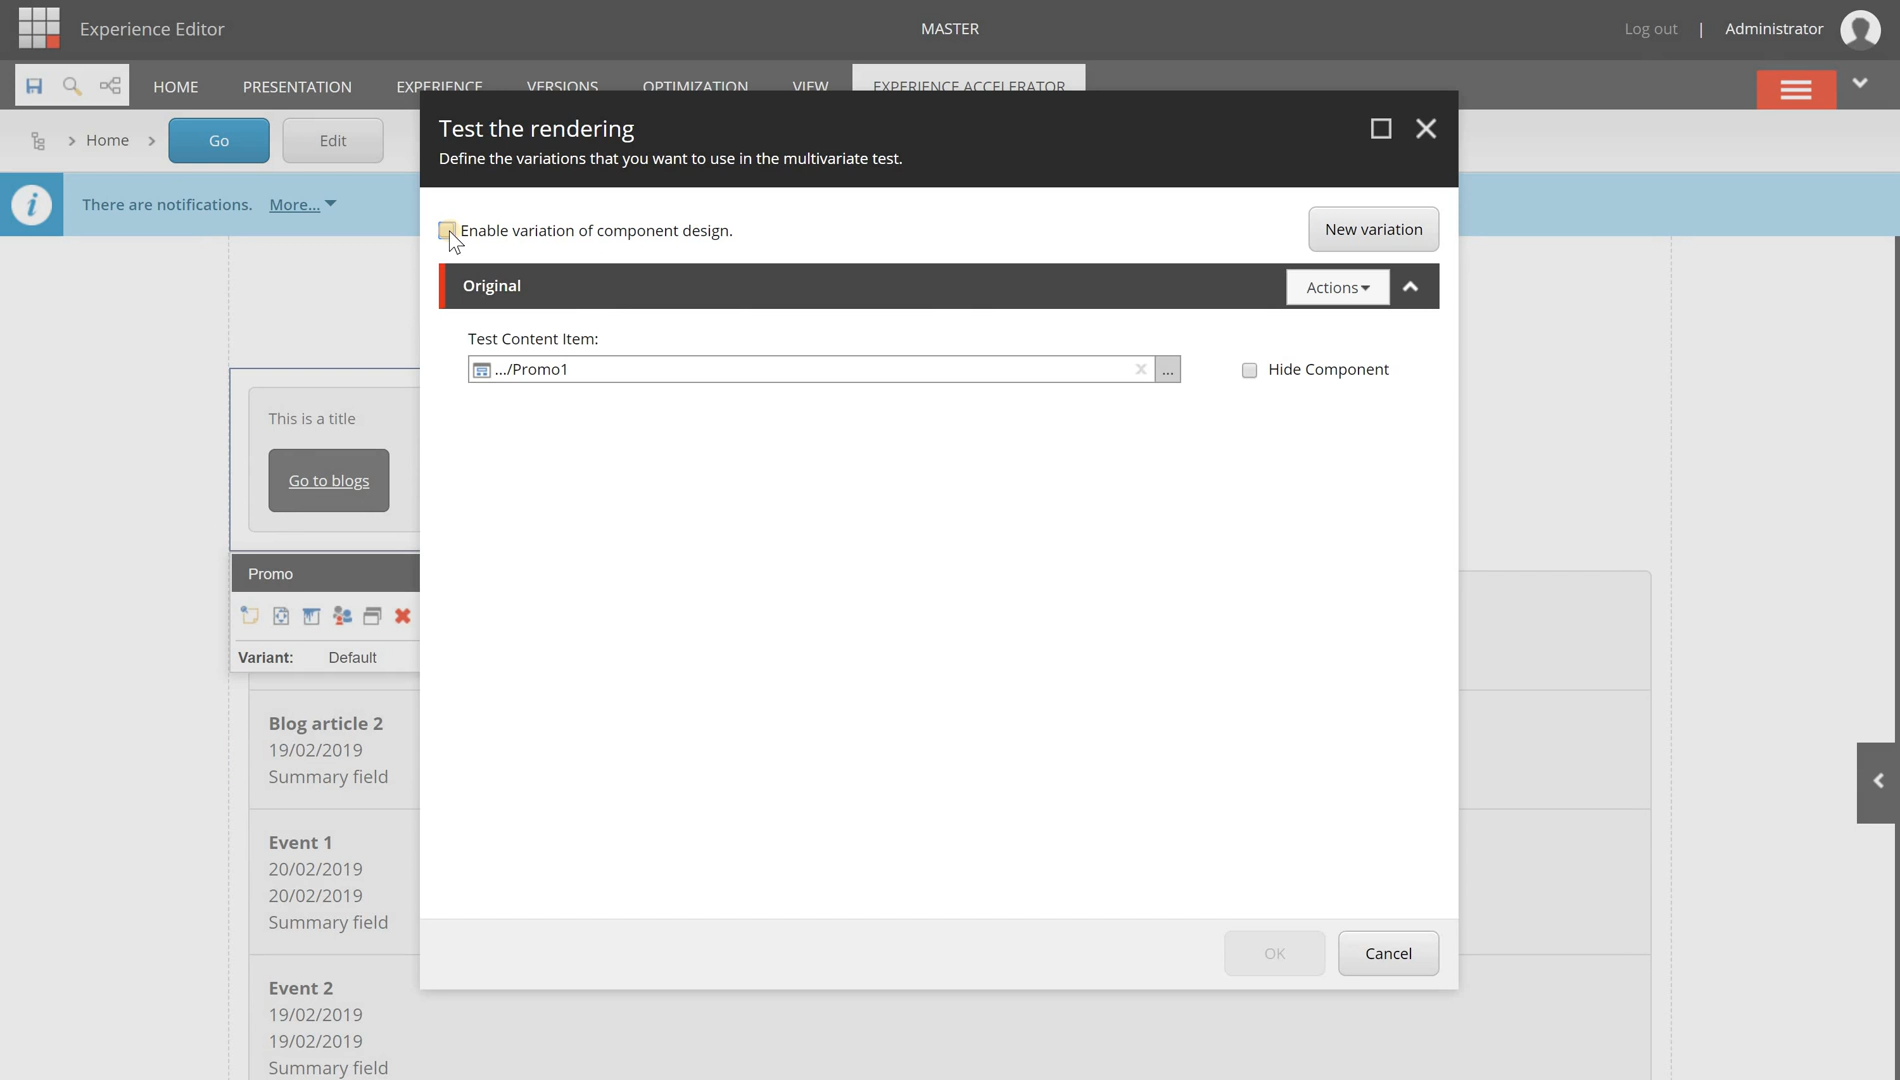 Experience Editor
MASTER
Log out | Administrator
HOME PRESENTATION EXPERIENCE VERSIONS OPTIMIZATION VIEW EXPERIENCE ACCELERATOR
Home Go Edit
There are notifications. More...
Test the rendering
Define the variations that you want to use in the multivariate test.
Enable variation of component design.
New variation
Original
Actions
Test Content Item:
.../Promo1
...
Hide Component
This is a title
Go to blogs
Promo
Variant: Default
Blog article 2
19/02/2019
Summary field
Event 1
20/02/2019
20/02/2019
Summary field
Event 2
19/02/2019
19/02/2019
Summary field
OK
Cancel